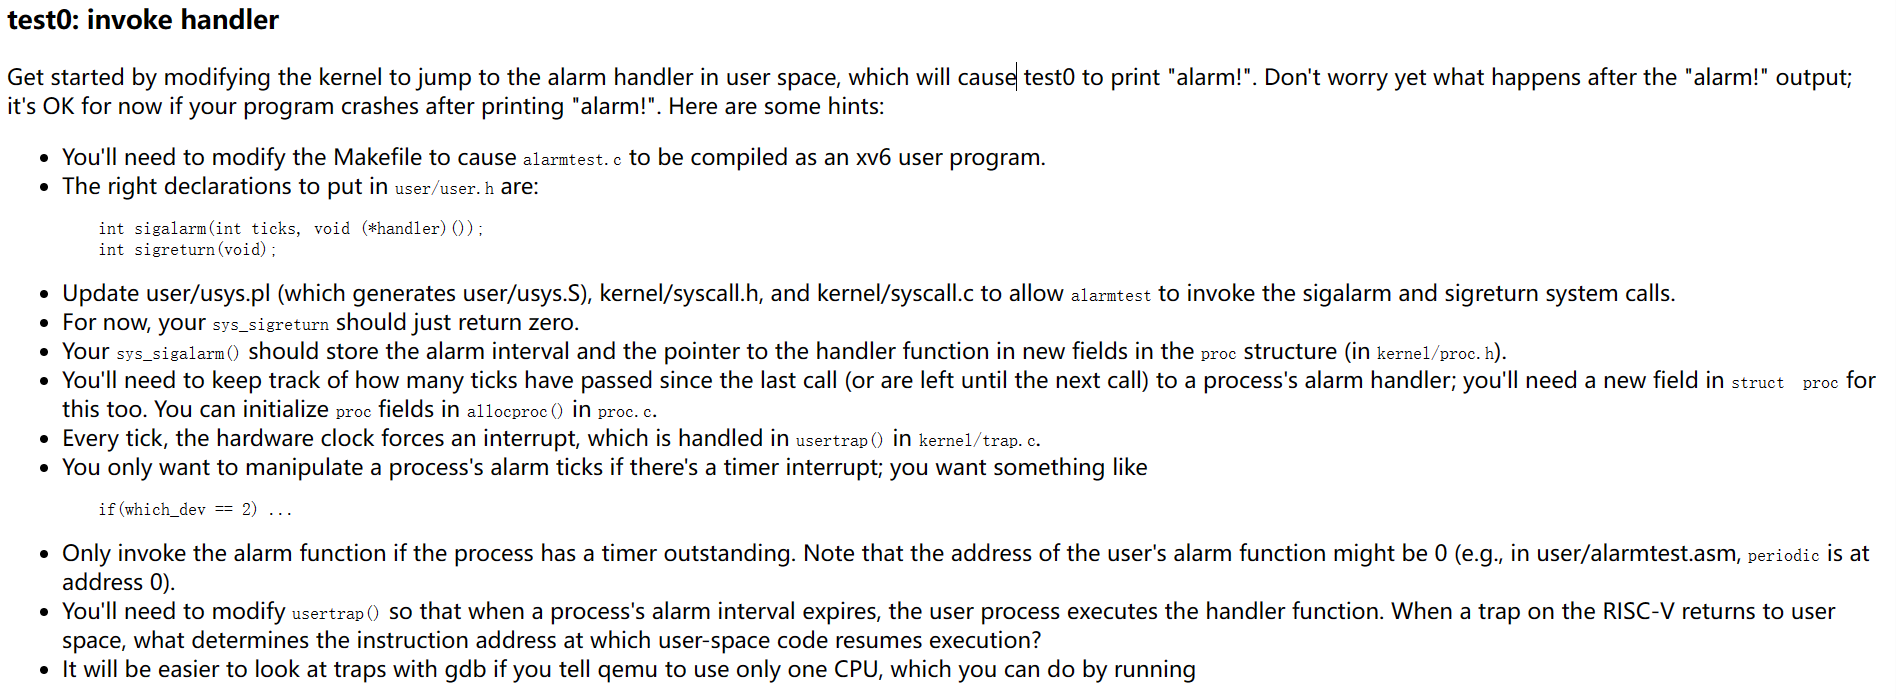 test0: invoke handler
Get started by modifying the kernel to jump to the alarm handler in user space, which will cause test0 to print "alarm!". Don't worry yet what happens after the "alarm!" output;
it's OK for now if your program crashes after printing "alarm!". Here are some hints:
• You'll need to modify the Makefile to cause alarmtest.c to be compiled as an xv6 user program.
• The right declarations to put in user/user.h are:
int sigalarm(int ticks, void (*handler)());
int sigreturn(void);
• Update user/usys.pl (which generates user/usys.S), kernel/syscall.h, and kernel/syscall.c to allow alarmtest to invoke the sigalarm and sigreturn system calls.
• For now, your sys_sigreturn should just return zero.
• Your sys_sigalarm() should store the alarm interval and the pointer to the handler function in new fields in the proc structure (in kernel/proc.h).
• You'll need to keep track of how many ticks have passed since the last call (or are left until the next call) to a process's alarm handler; you'll need a new field in struct proc for
this too. You can initialize proc fields in allocproc() in proc.c.
• Every tick, the hardware clock forces an interrupt, which is handled in usertrap() in kernel/trap.c.
• You only want to manipulate a process's alarm ticks if there's a timer interrupt; you want something like
if(which_dev == 2) ...
• Only invoke the alarm function if the process has a timer outstanding. Note that the address of the user's alarm function might be 0 (e.g., in user/alarmtest.asm, periodic is at
address 0).
• You'll need to modify usertrap() so that when a process's alarm interval expires, the user process executes the handler function. When a trap on the RISC-V returns to user
space, what determines the instruction address at which user-space code resumes execution?
• It will be easier to look at traps with gdb if you tell qemu to use only one CPU, which you can do by running